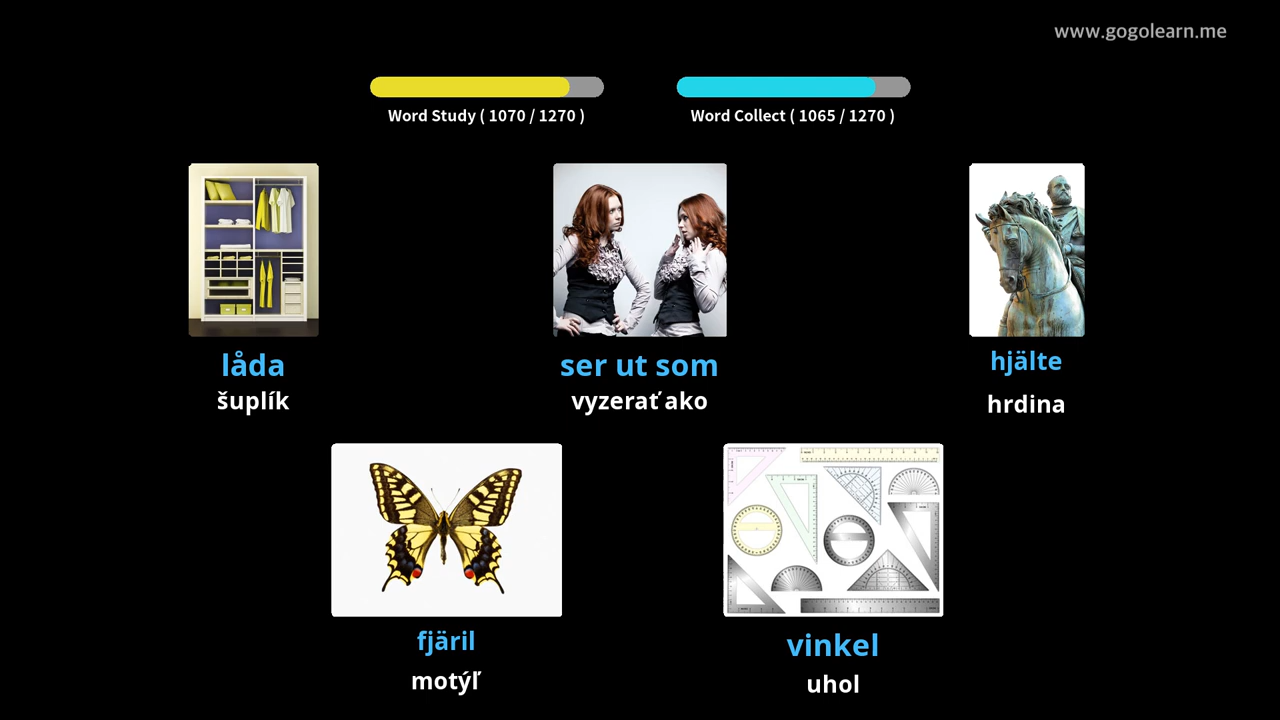 www.gogolearn.me
Word Study ( 1070 / 1270 )
Word Collect ( 1065 / 1270 )
låda
šuplík
ser ut som
vyzerať ako
hjälte
hrdina
fjäril
motýľ
vinkel
uhol